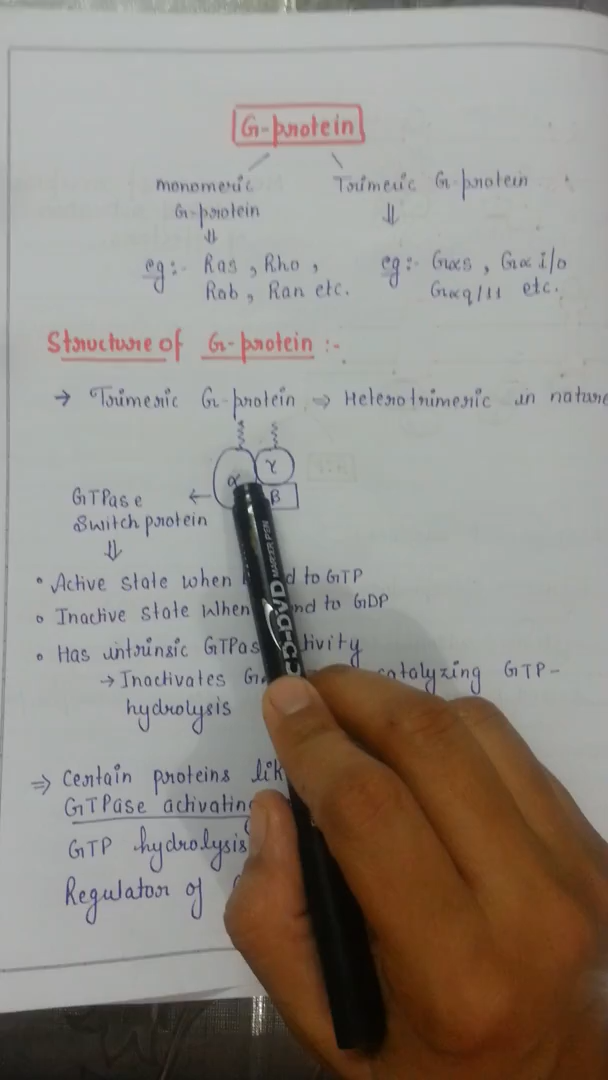 G-protein
monomeric Trimeric G-protein
G-protein
eg:- Ras, Rho, eg:- Gαs, Gα i/o
Rab, Ran etc. Gαq/11 etc.
Structure of G-protein :-
→ Trimeric G-protein ⇒ Heterotrimeric in nature
α γ
GTPase ← β
Switch protein
• Active state when d to GTP
• Inactive state when nd to GDP
• Has intrinsic GTPas tivity
→ Inactivates catalyzing GTP-
hydrolysis
⇒ Certain proteins lik
GTPase activatin
GTP hydrolysis
Regulator of
CD-DVD MARKER PEN